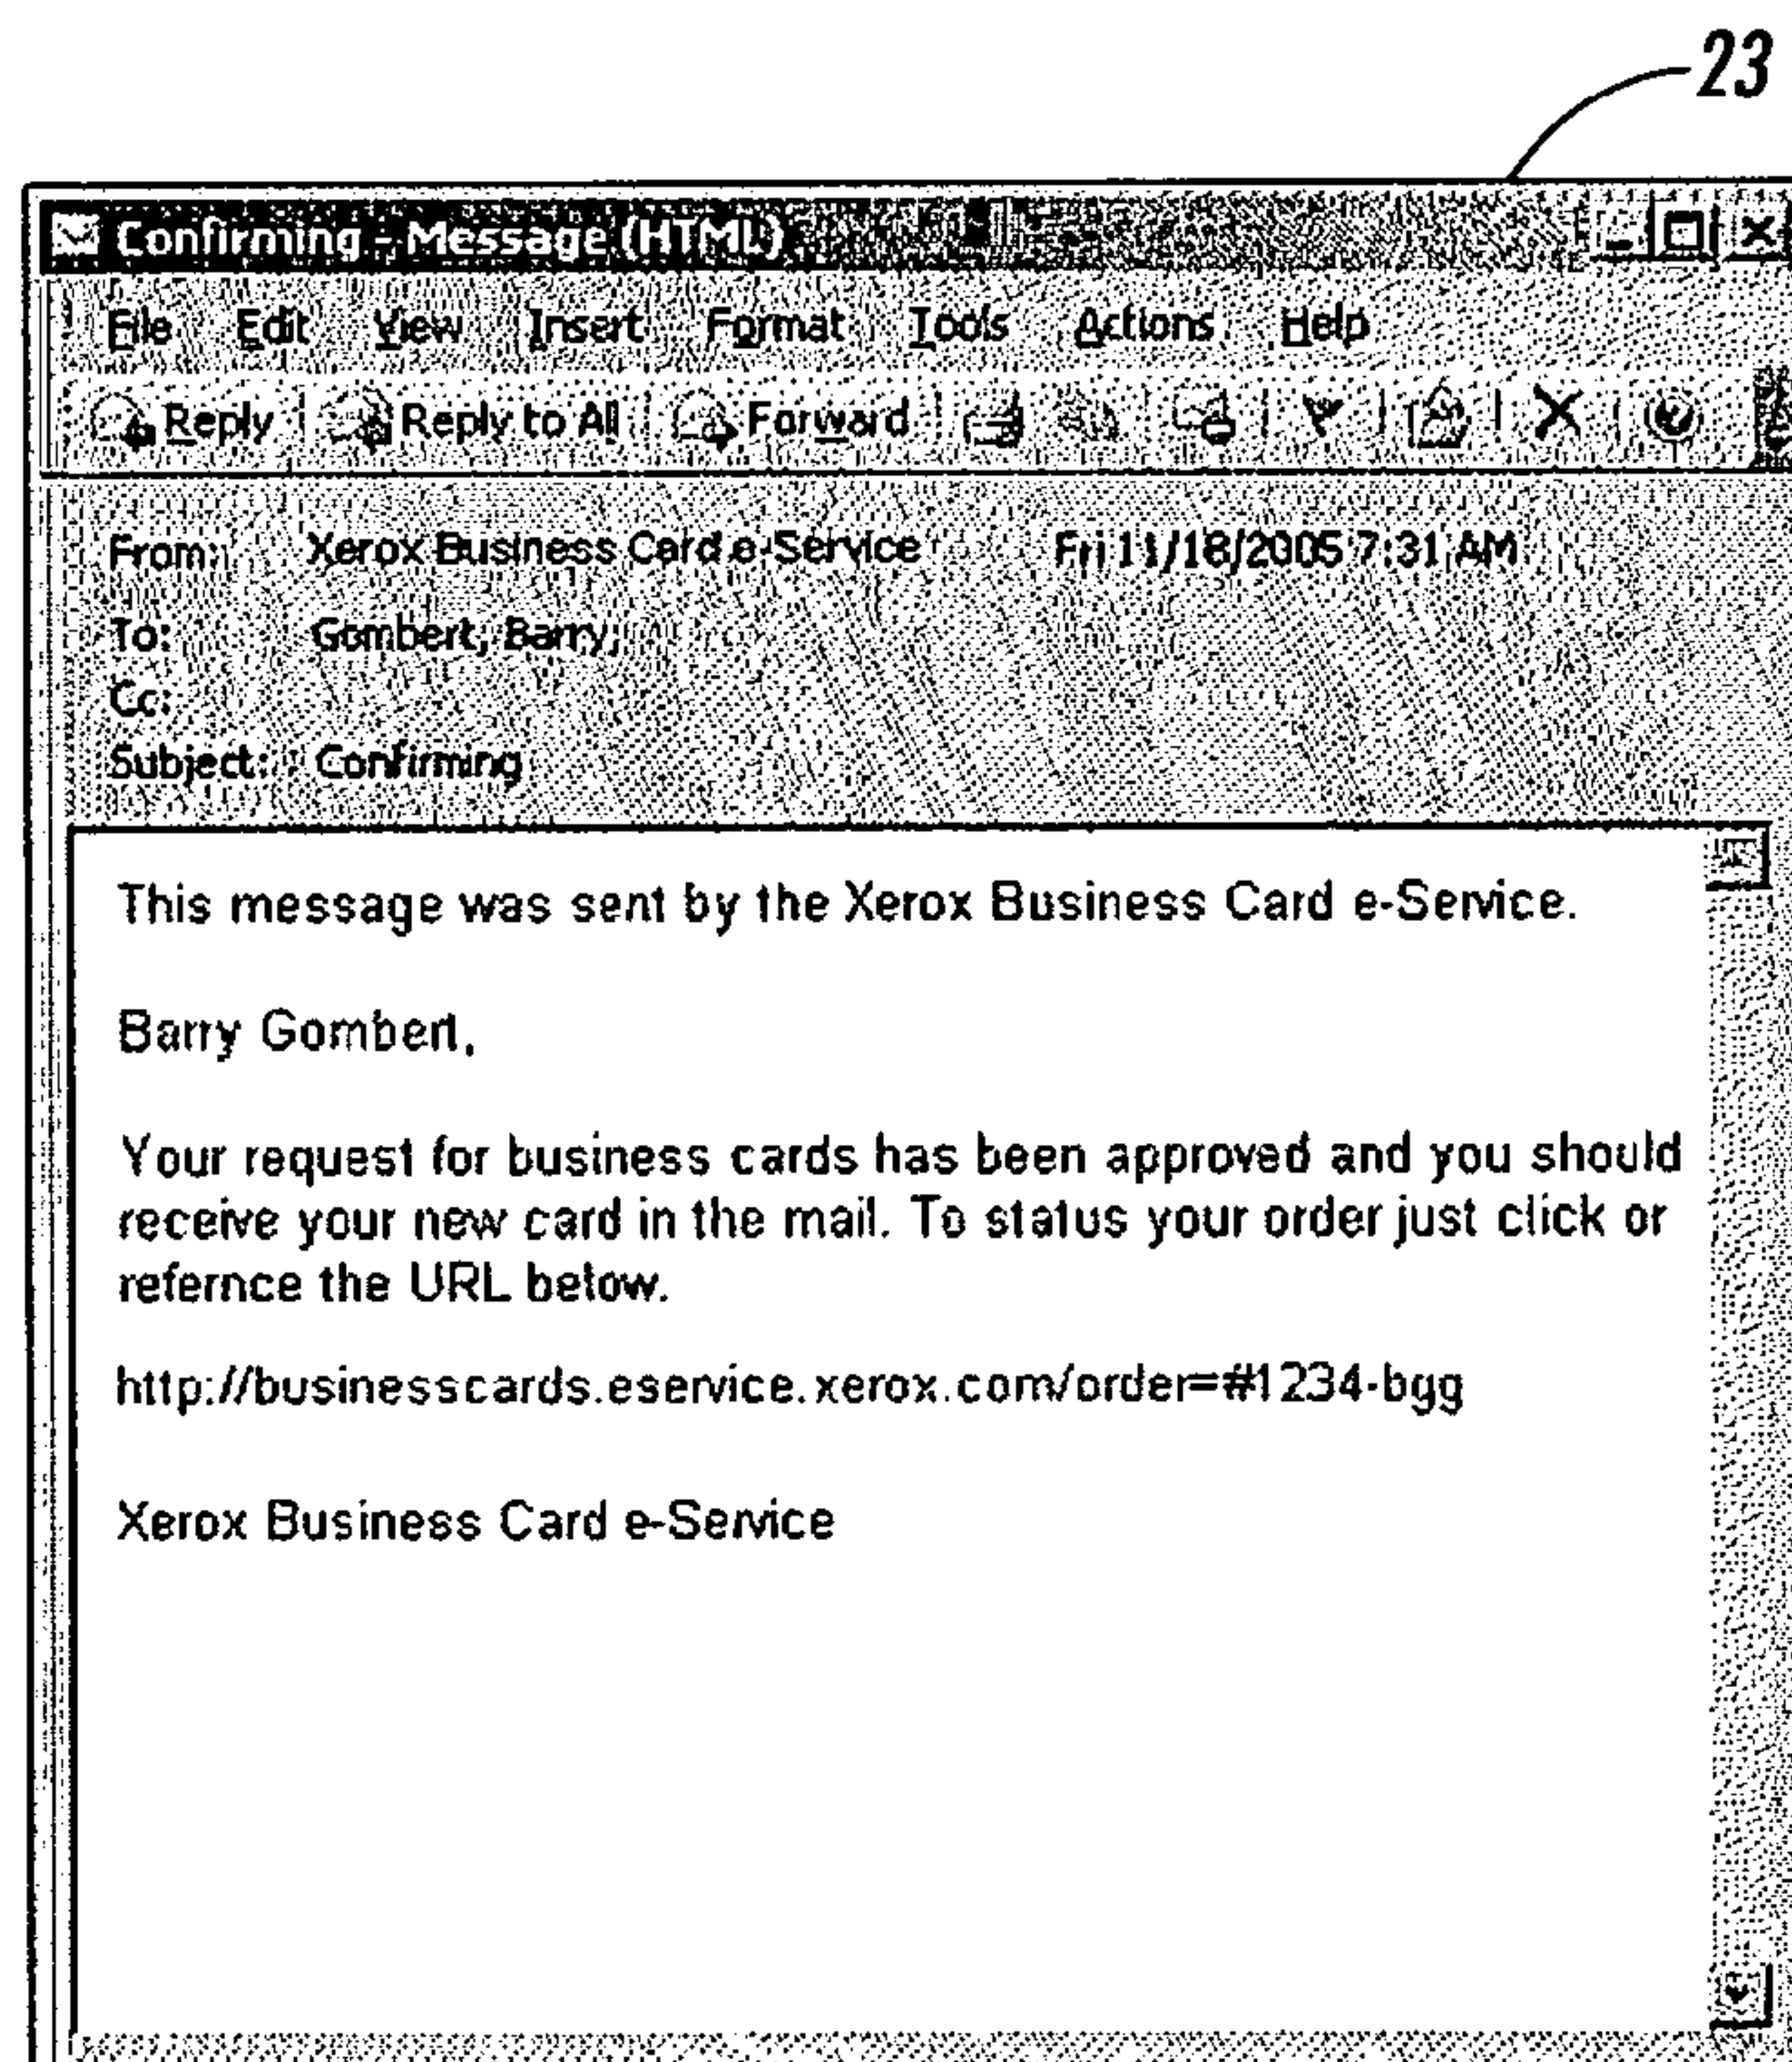 23
Confirming - Message (HTML)
File Edit View Insert Format Tools Actions Help
Reply Reply to All Forward
From: Xerox Business Card e-Service Fri 11/18/2005 7:31 AM
To: Gombert, Barry;
Cc:
Subject: Confirming
This message was sent by the Xerox Business Card e-Service.
Barry Gombert,
Your request for business cards has been approved and you should
receive your new card in the mail. To status your order just click or
refernce the URL below.
http://businesscards.eservice.xerox.com/order=#1234-bgg
Xerox Business Card e-Service